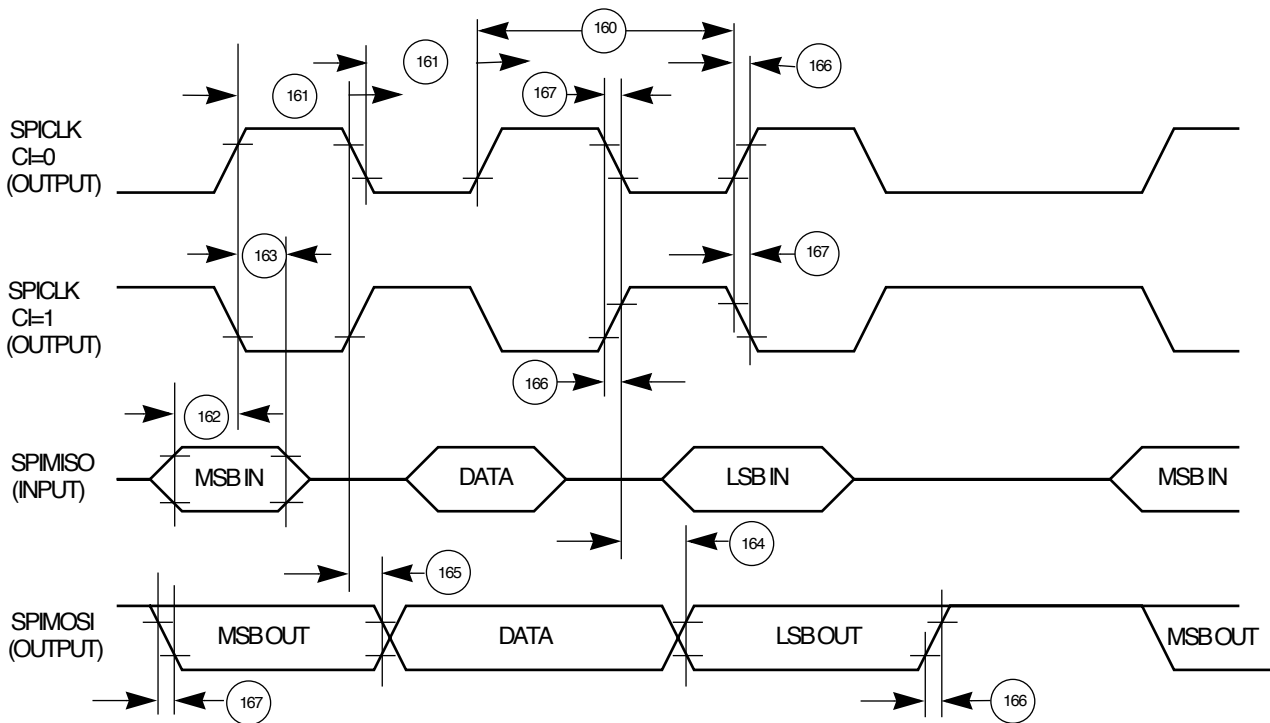 160
161
161
166
167
SPICLK
CI=0
(OUTPUT)
163
167
SPICLK
CI=1
(OUTPUT)
166
162
SPIMISO
(INPUT)
MSB IN
DATA
LSB IN
MSB IN
164
165
SPIMOSI
(OUTPUT)
MSB OUT
DATA
LSB OUT
MSB OUT
167
166